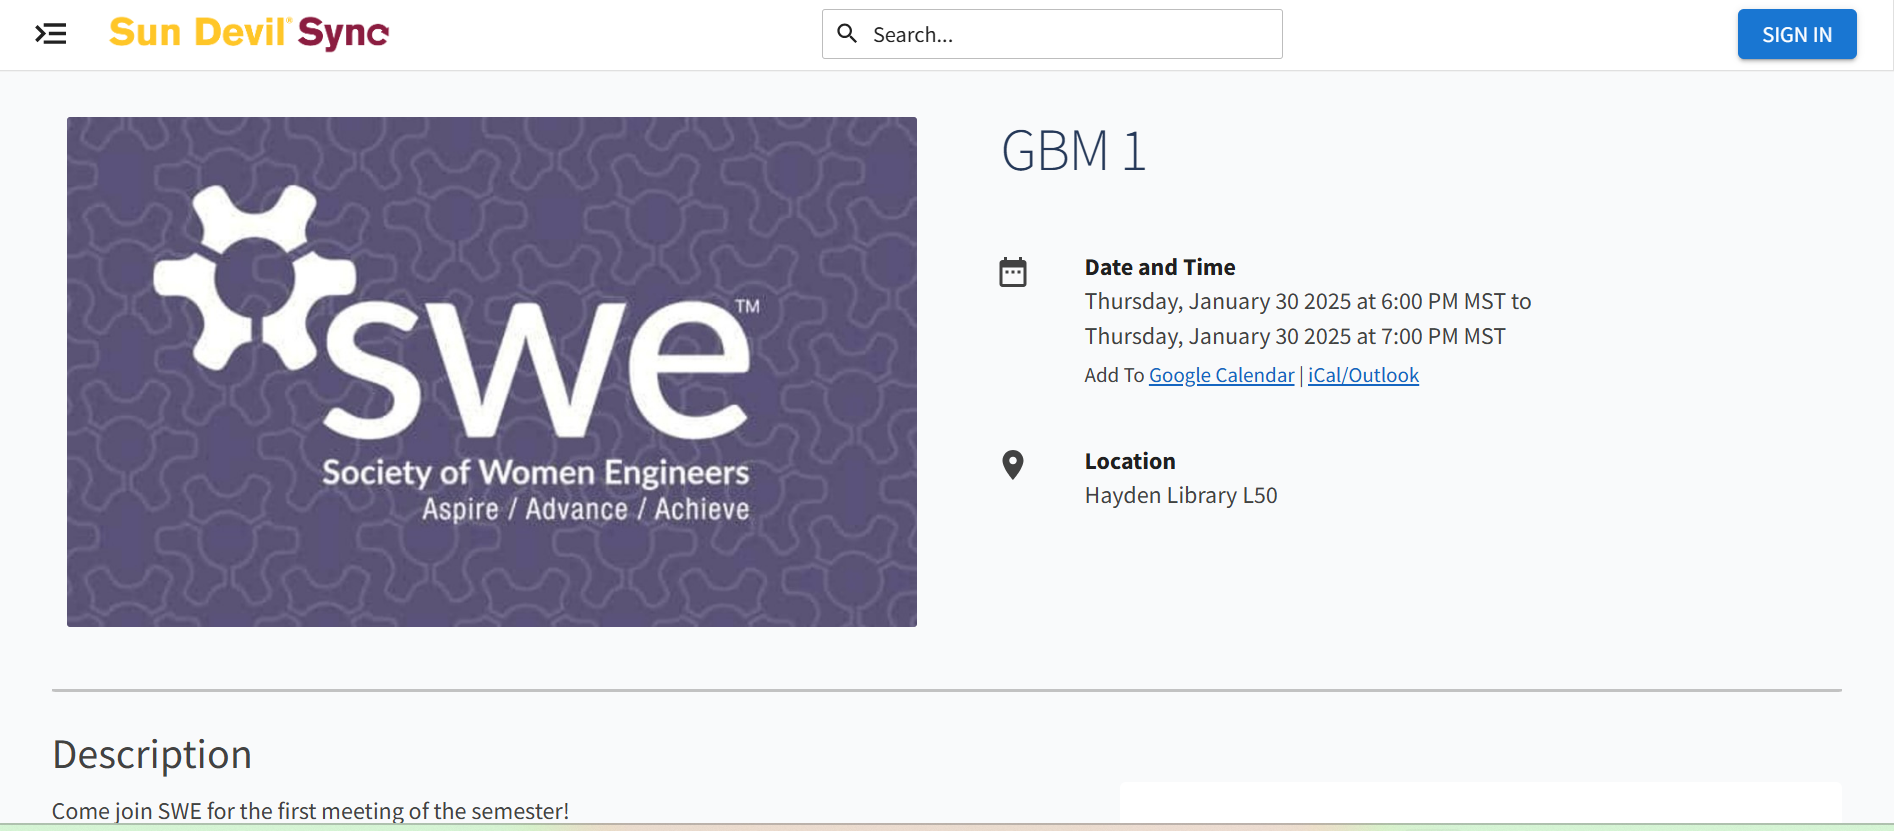 Sun Devil® Sync
Search...
SIGN IN
swe™
Society of Women Engineers
Aspire / Advance / Achieve
GBM 1
Date and Time
Thursday, January 30 2025 at 6:00 PM MST to
Thursday, January 30 2025 at 7:00 PM MST
Add To Google Calendar | iCal/Outlook
Location
Hayden Library L50
Description
Come join SWE for the first meeting of the semester!